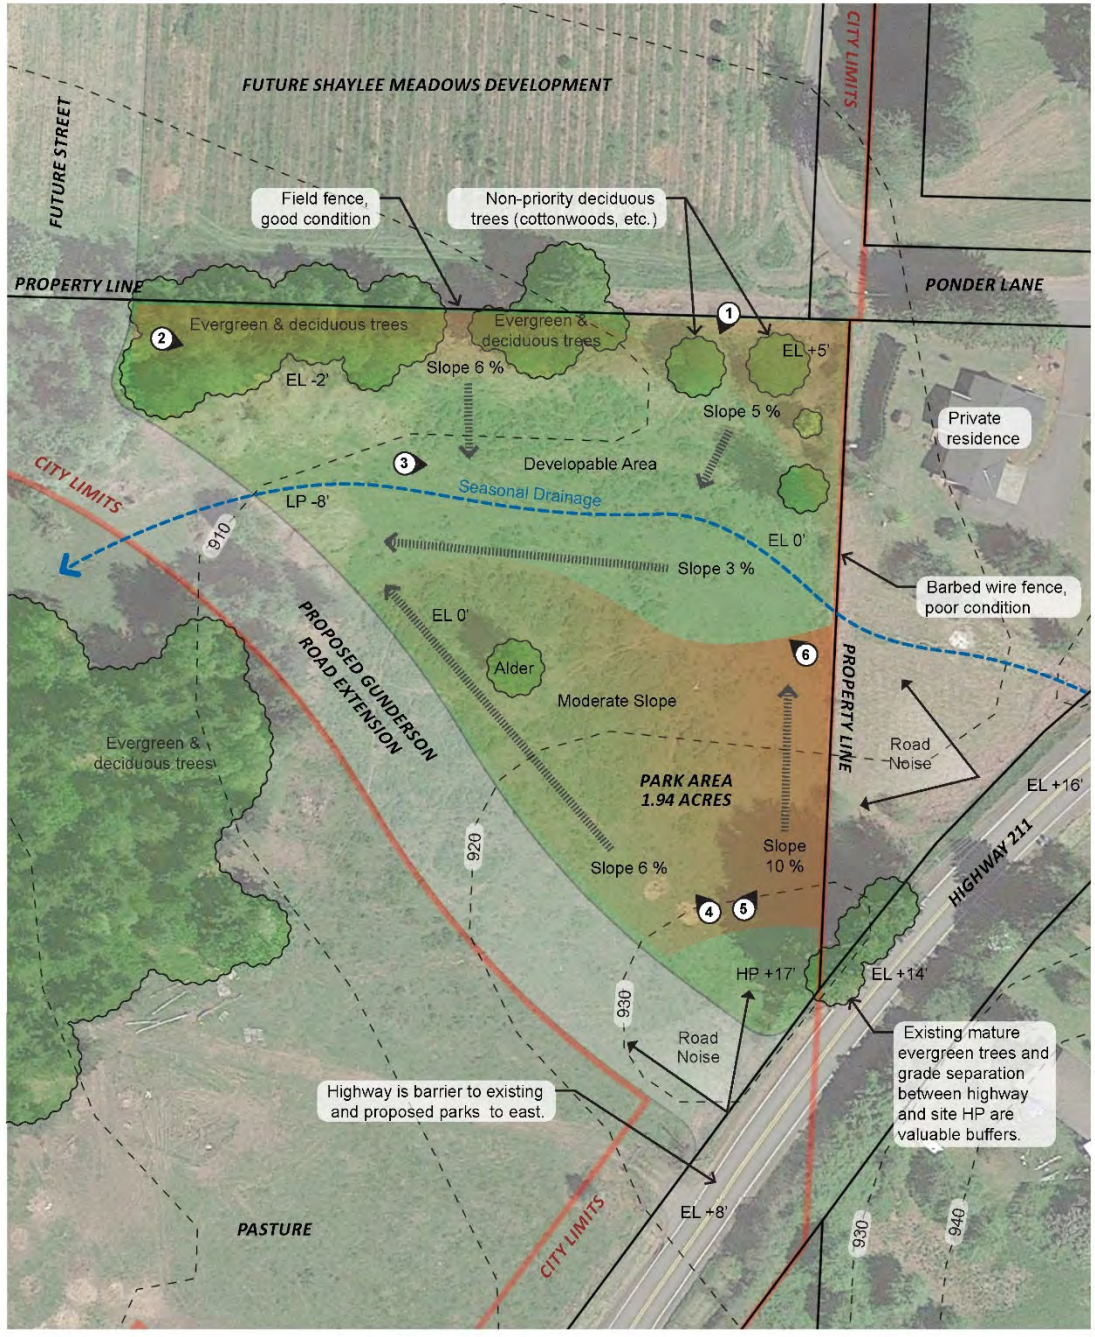 CITY LIMITS
FUTURE SHAYLEE MEADOWS DEVELOPMENT
FUTURE STREET
Field fence,
good condition
Non-priority deciduous
trees (cottonwoods, etc.)
PROPERTY LINE
PONDER LANE
1
Evergreen & deciduous trees
Evergreen &
deciduous trees
2
EL +5'
Slope 6 %
EL -2'
Slope 5 %
Private
residence
3
Developable Area
CITY LIMITS
Seasonal Drainage
LP -8'
910
EL 0'
Slope 3 %
Barbed wire fence,
poor condition
PROPOSED GUNDERSON
ROAD EXTENSION
EL 0'
6
Alder
PROPERTY LINE
Moderate Slope
Evergreen &
deciduous trees
Road
Noise
PARK AREA
1.94 ACRES
EL +16'
920
Slope
10 %
Slope 6 %
HIGHWAY 211
4
5
HP +17'
EL +14'
930
Road
Noise
Existing mature
evergreen trees and
grade separation
between highway
and site HP are
valuable buffers.
Highway is barrier to existing
and proposed parks to east.
EL +8'
PASTURE
CITY LIMITS
930
940